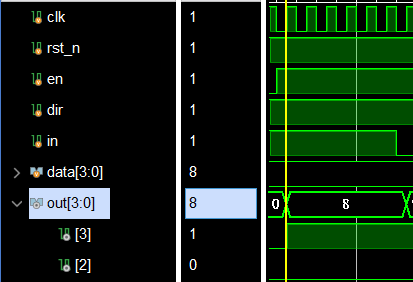 clk 1
rst_n 1
en 1
dir 1
in 1
data[3:0] 8
out[3:0] 8 0 8
[3] 1
[2] 0